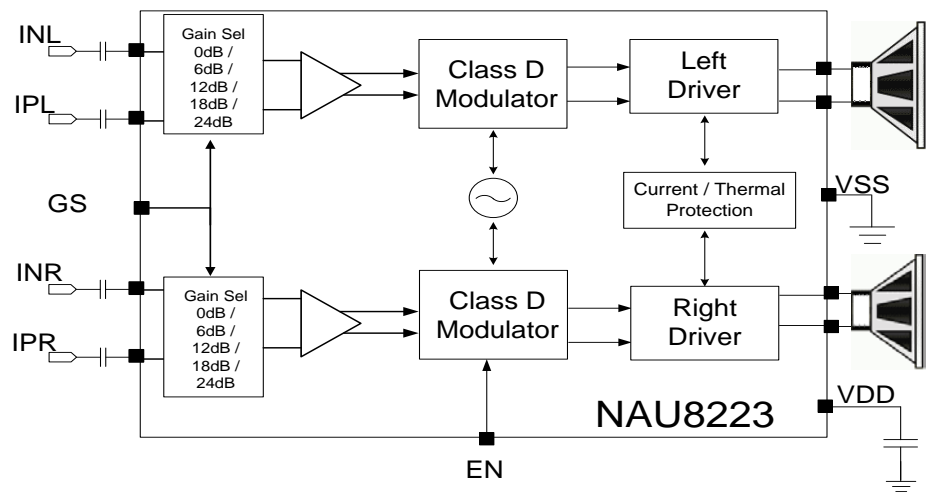 INL
IPL
GS
INR
IPR
Gain Sel
0dB /
6dB /
12dB /
18dB /
24dB
Class D
Modulator
Left
Driver
Current / Thermal
Protection
VSS
Gain Sel
0dB /
6dB /
12dB /
18dB /
24dB
Class D
Modulator
Right
Driver
VDD
NAU8223
EN